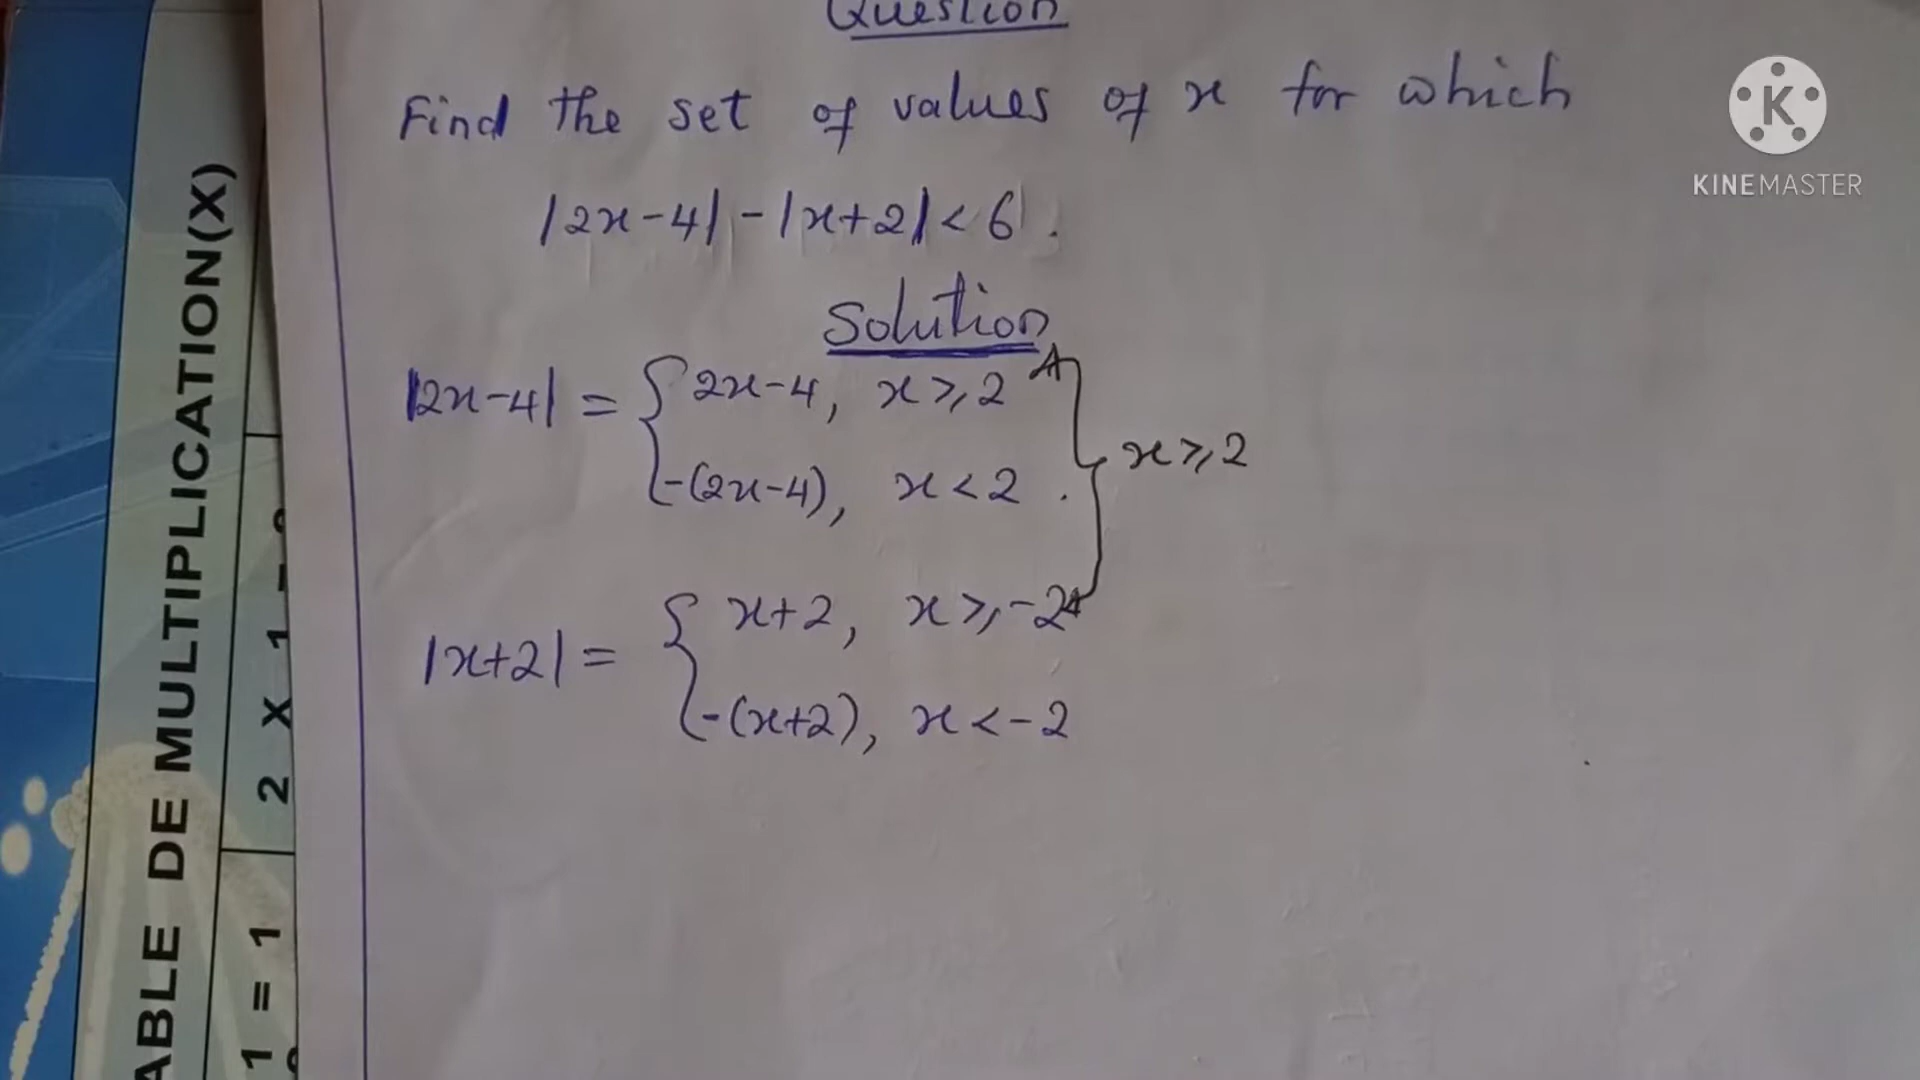 Question
Find the set of values of x for which
|2x-4| - |x+2| < 6.
Solution
|2x-4| = { 2x-4, x ≥ 2
-(2x-4), x < 2.
x ≥ 2
|x+2| = { x+2, x ≥ -2
-(x+2), x < -2
K
KINEMASTER
ABLE DE MULTIPLICATION(X)
2 X 1 =
1 = 1